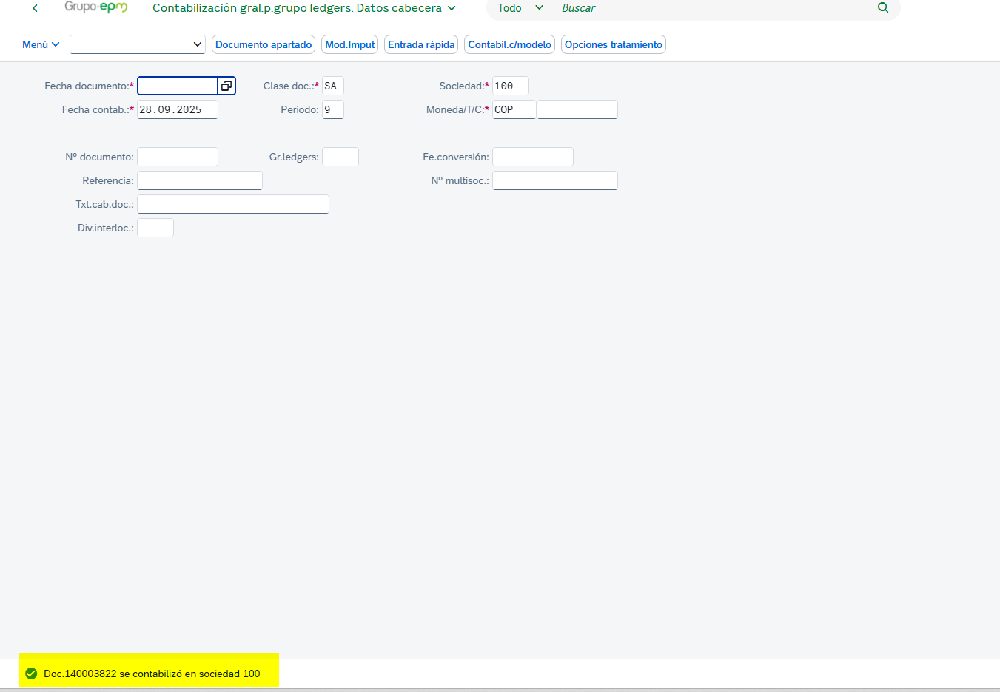 Grupo·epm Contabilización gral.p.grupo ledgers: Datos cabecera Todo Buscar
Menú Documento apartado Mod.Imput Entrada rápida Contabil.c/modelo Opciones tratamiento
Fecha documento:* Clase doc.:* SA Sociedad:* 100
Fecha contab.:* 28.09.2025 Período: 9 Moneda/T/C:* COP
Nº documento: Gr.ledgers: Fe.conversión:
Referencia: Nº multisoc.:
Txt.cab.doc.:
Div.interloc.:
Doc.140003822 se contabilizó en sociedad 100